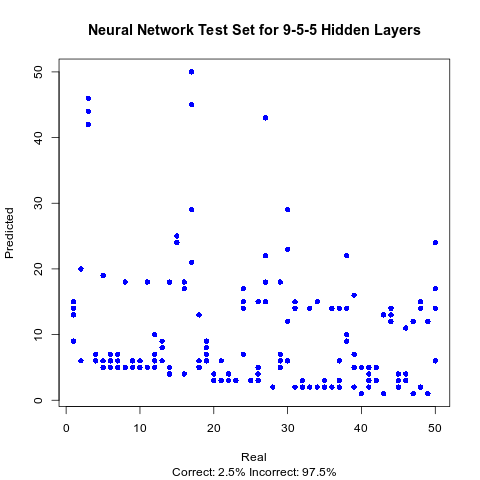 Neural Network Test Set for 9-5-5 Hidden Layers
Predicted
50
40
30
20
10
0
0 10 20 30 40 50
Real
Correct: 2.5% Incorrect: 97.5%